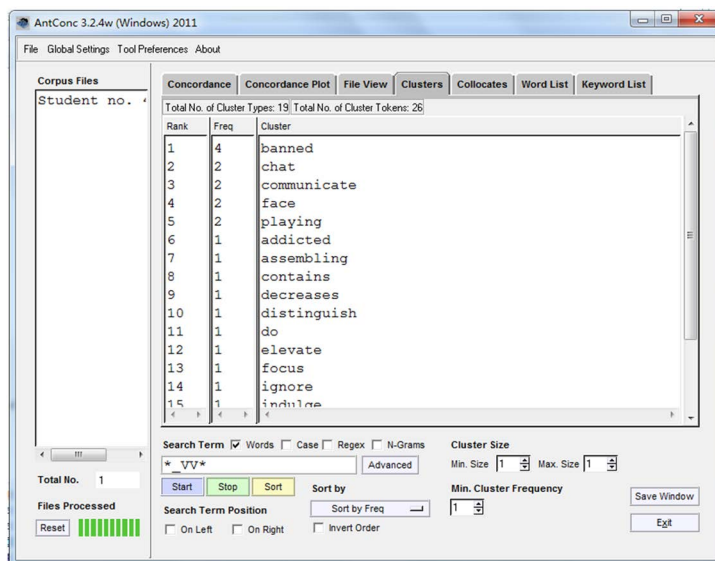 AntConc 3.2.4w (Windows) 2011
File Global Settings Tool Preferences About
Corpus Files
Student no.
Total No. 1
Files Processed
Reset
Concordance Concordance Plot File View Clusters Collocates Word List Keyword List
Total No. of Cluster Types: 19 Total No. of Cluster Tokens: 26
Rank Freq Cluster
1 4 banned
2 2 chat
3 2 communicate
4 2 face
5 2 playing
6 1 addicted
7 1 assembling
8 1 contains
9 1 decreases
10 1 distinguish
11 1 do
12 1 elevate
13 1 focus
14 1 ignore
15 1 indulge
Search Term Words Case Regex N-Grams
*_VV* Advanced
Start Stop Sort
Search Term Position
On Left On Right
Sort by
Sort by Freq
Invert Order
Cluster Size
Min. Size 1 Max. Size 1
Min. Cluster Frequency
1
Save Window
Exit